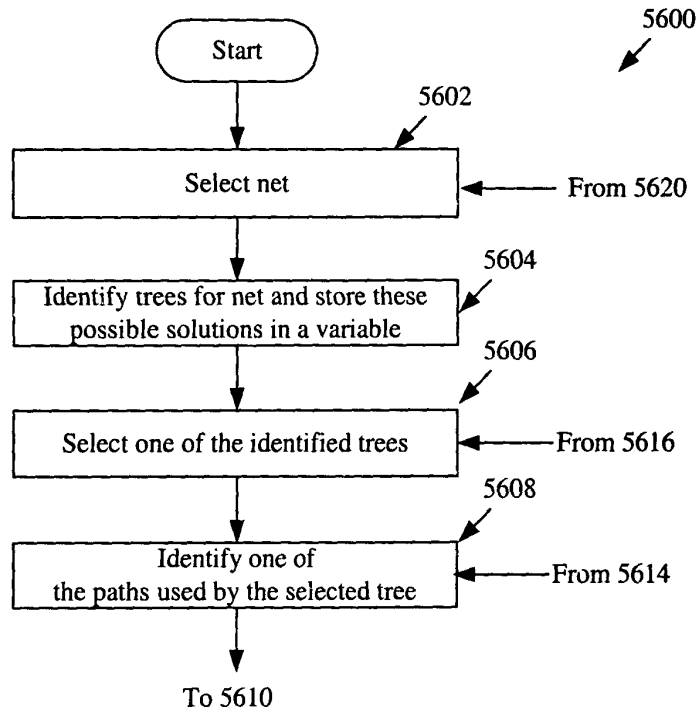 5600
Start
5602
Select net
From 5620
5604
Identify trees for net and store these
possible solutions in a variable
5606
Select one of the identified trees
From 5616
5608
Identify one of
the paths used by the selected tree
From 5614
To 5610